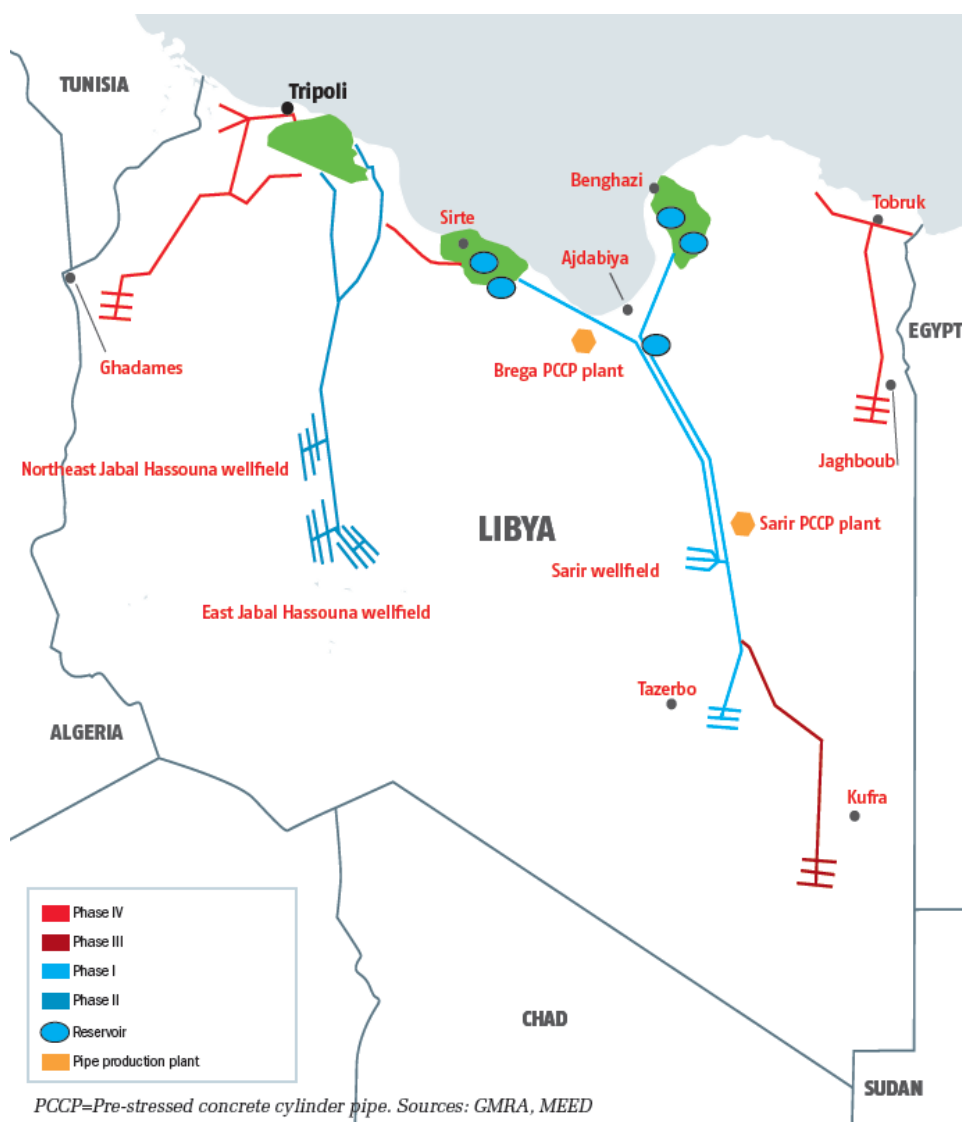 TUNISIA
Tripoli
Benghazi
Sirte
Tobruk
Ajdabiya
EGYPT
Ghadames
Brega PCCP plant
Jaghboub
Northeast Jabal Hassouna wellfield
LIBYA
Sarir PCCP plant
Sarir wellfield
East Jabal Hassouna wellfield
Tazerbo
ALGERIA
Kufra
Phase IV
Phase III
Phase I
Phase II
Reservoir
Pipe production plant
CHAD
SUDAN
PCCP=Pre-stressed concrete cylinder pipe. Sources: GMRA, MEED